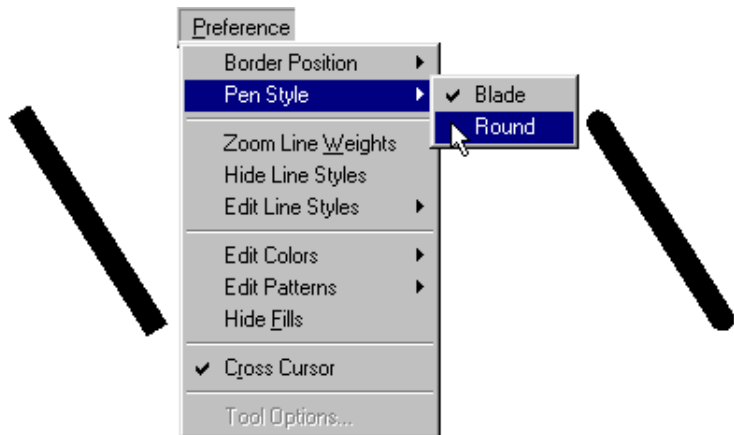 Preference
Border Position
Pen Style
Blade
Round
Zoom Line Weights
Hide Line Styles
Edit Line Styles
Edit Colors
Edit Patterns
Hide Fills
Cross Cursor
Tool Options...